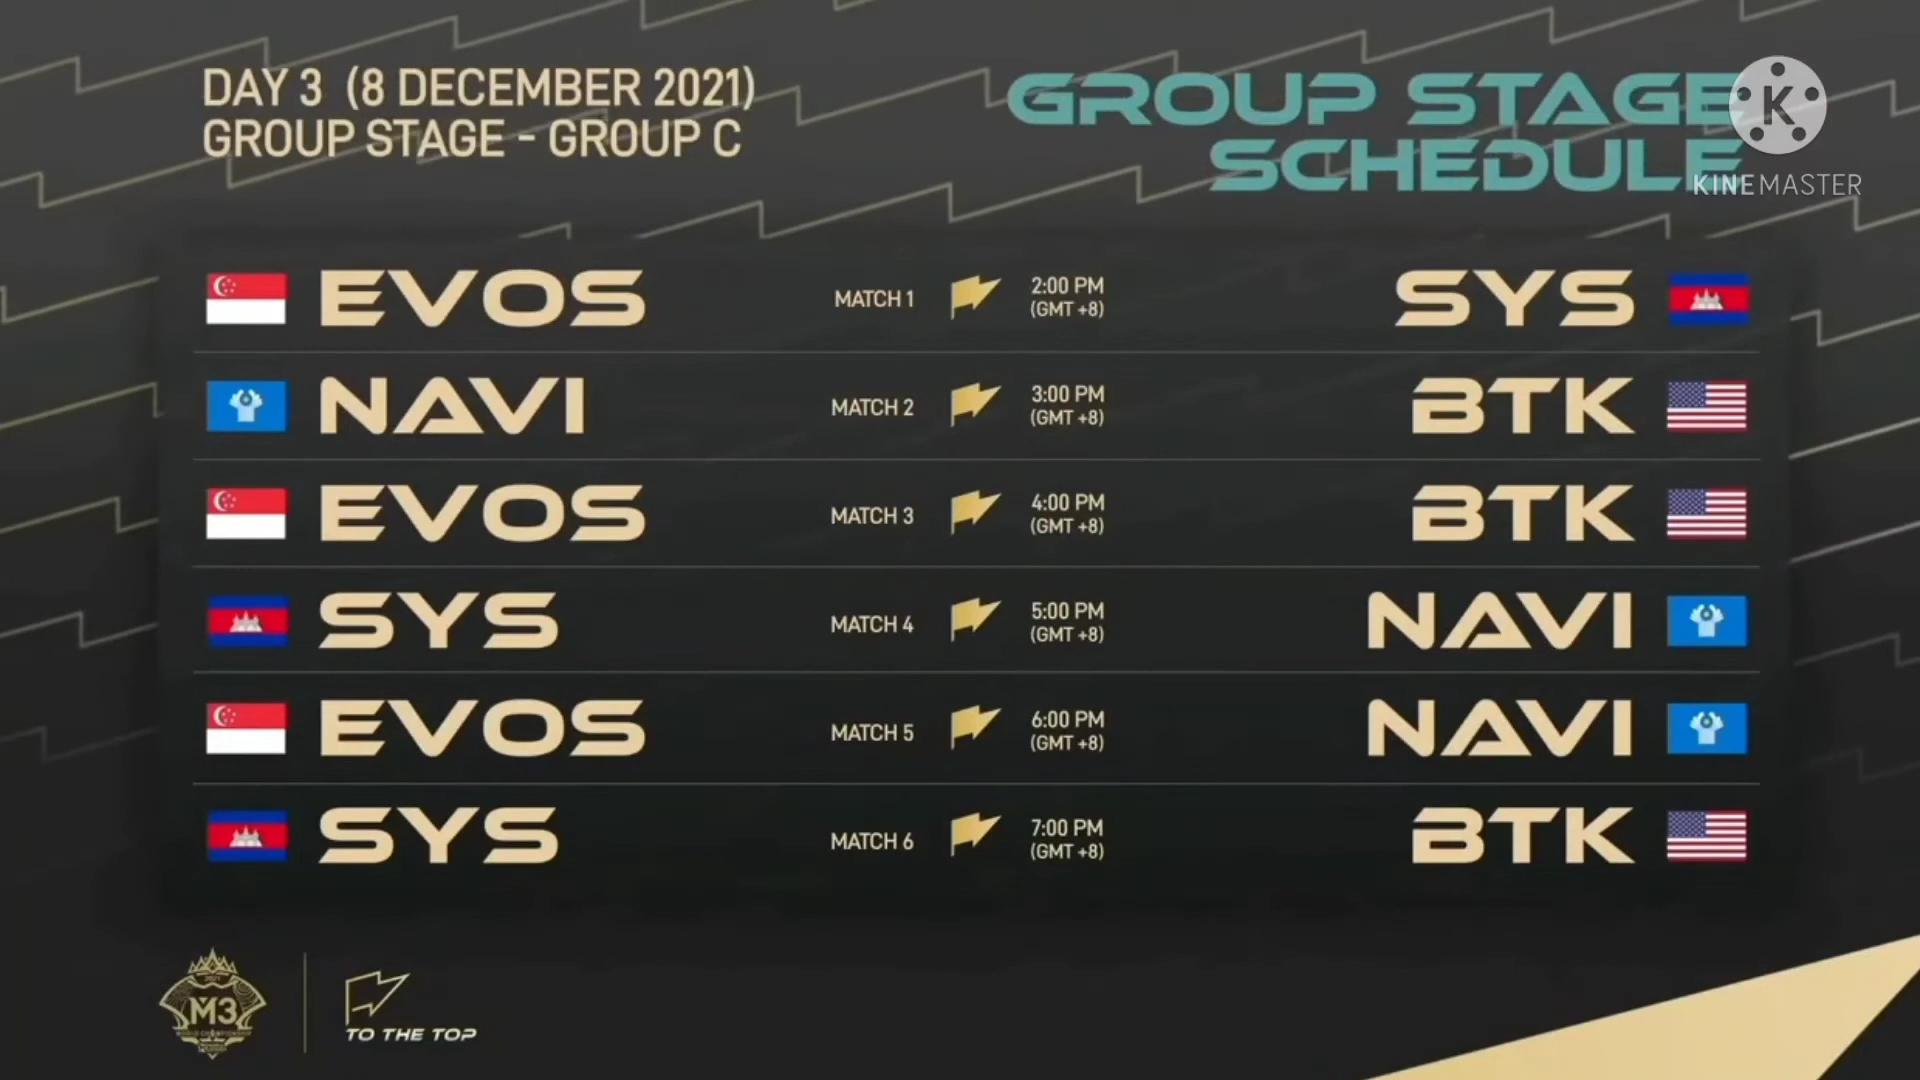 DAY 3 (8 DECEMBER 2021)
GROUP STAGE - GROUP C
GROUP STAGE
SCHEDULE
K
KINEMASTER
EVOS MATCH 1 2:00 PM (GMT +8) SYS
NAVI MATCH 2 3:00 PM (GMT +8) BTK
EVOS MATCH 3 4:00 PM (GMT +8) BTK
SYS MATCH 4 5:00 PM (GMT +8) NAVI
EVOS MATCH 5 6:00 PM (GMT +8) NAVI
SYS MATCH 6 7:00 PM (GMT +8) BTK
2021
M3
WORLD CHAMPIONSHIP
TO THE TOP